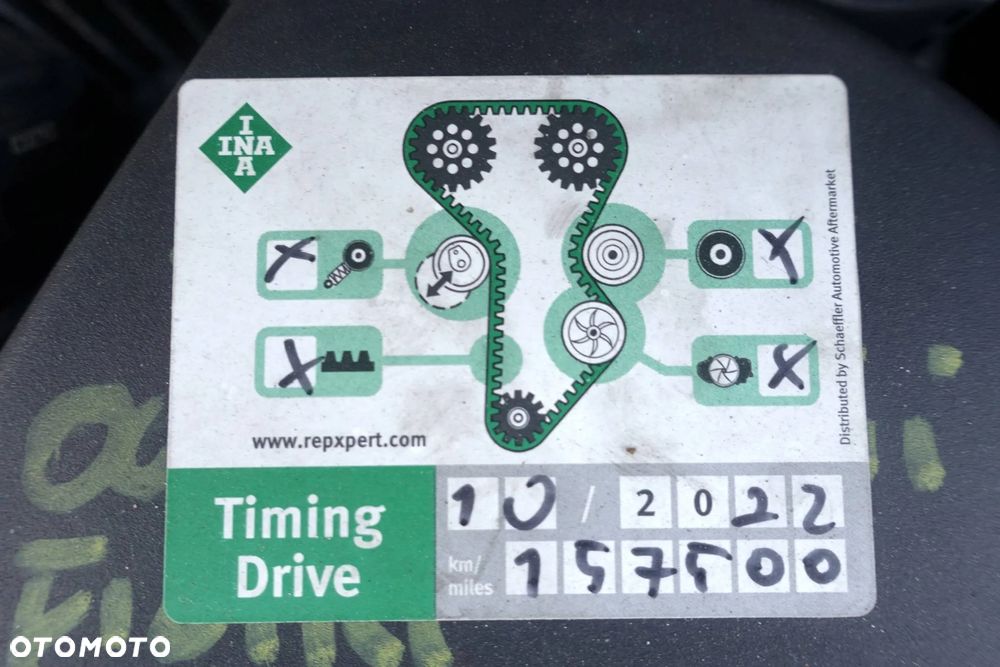 I
INA
A
Distributed by Schaeffler Automotive Aftermarket
X
X
X
X
www.repxpert.com
Timing
Drive
10 / 2022
km/
miles
157500
OTOMOTO